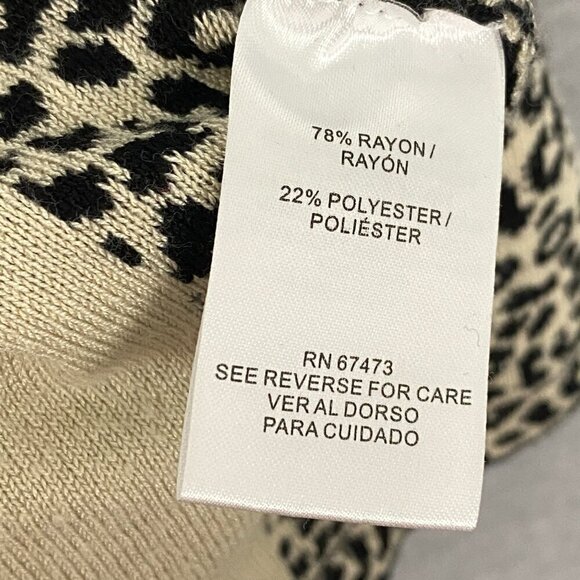 78% RAYON /
RAYÓN
22% POLYESTER /
POLIÉSTER
RN 67473
SEE REVERSE FOR CARE
VER AL DORSO
PARA CUIDADO